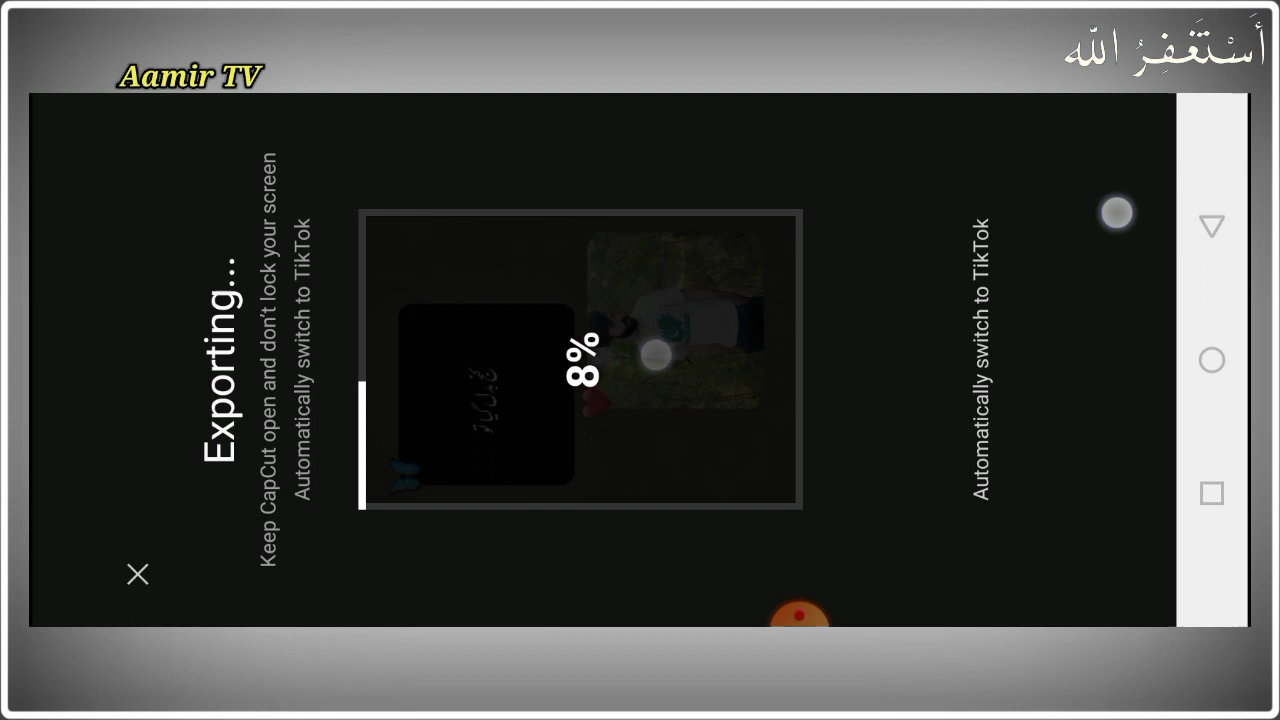 أَسْتَغْفِرُ اللّٰه
Aamir TV
Exporting...
Keep CapCut open and don't lock your screen
Automatically switch to TikTok
8%
Automatically switch to TikTok